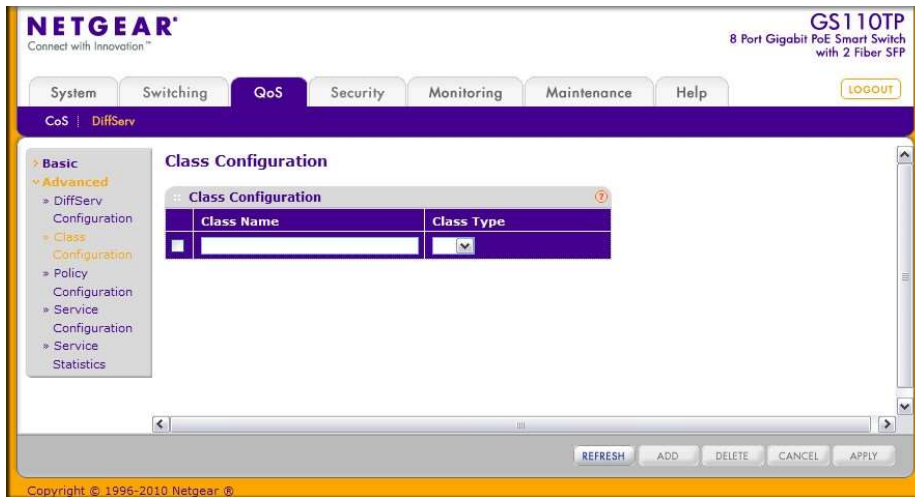 NETGEAR®
Connect with Innovation™
GS110TP
8 Port Gigabit PoE Smart Switch
with 2 Fiber SFP
System Switching QoS Security Monitoring Maintenance Help LOGOUT
CoS | DiffServ
Basic
Advanced
» DiffServ
Configuration
» Class
Configuration
» Policy
Configuration
» Service
Configuration
» Service
Statistics
Class Configuration
Class Configuration ?
Class Name Class Type
REFRESH ADD DELETE CANCEL APPLY
Copyright © 1996-2010 Netgear ®